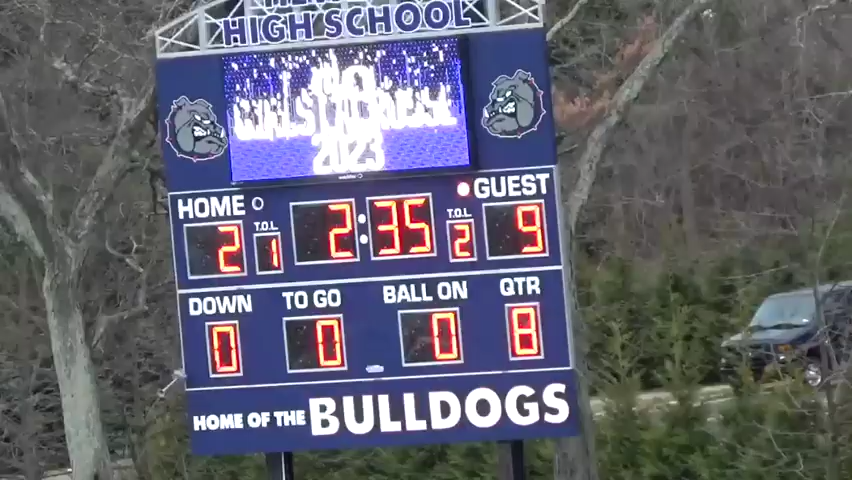 HIGH SCHOOL
GIRLS LACROSSE
2023
HOME GUEST
T.O.L T.O.L
2 1 2:35 2 9
DOWN TO GO BALL ON QTR
0 0 0 8
HOME OF THE BULLDOGS